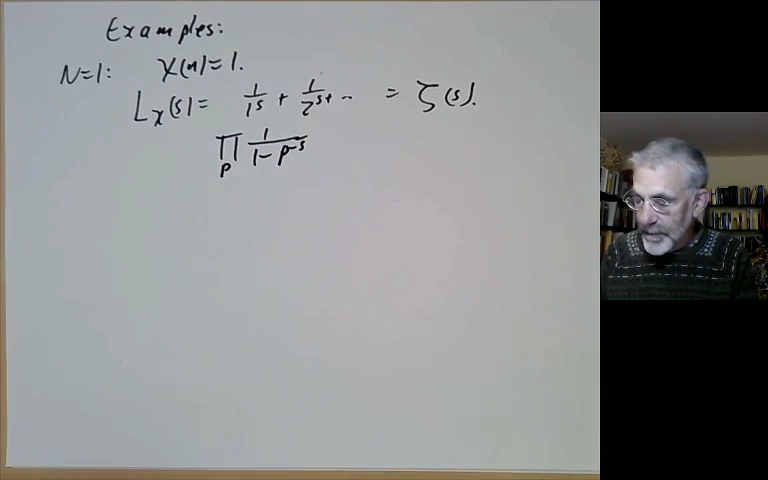 Examples:
N=1: χ(n)=1.
L_χ(s)= 1/1^s + 1/2^s + ... = ζ(s).
∏_p 1/(1-p^{-s})